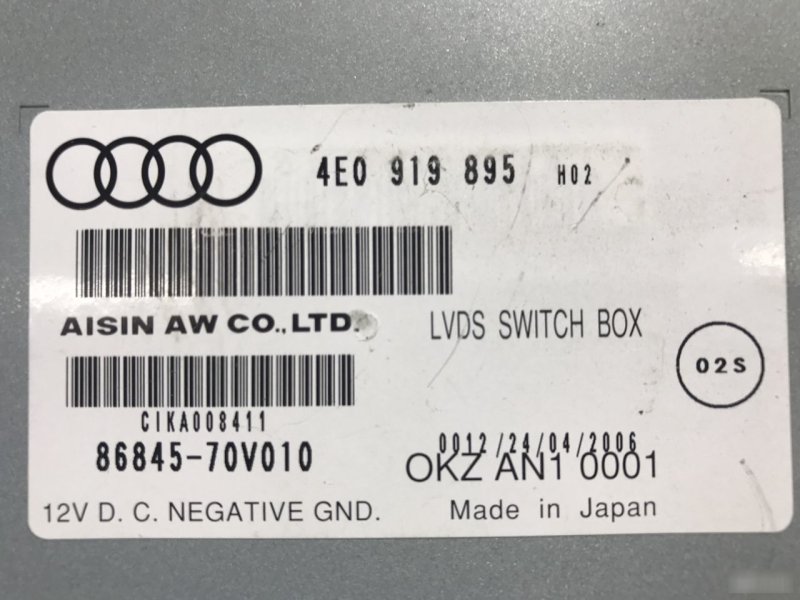 4E0 919 895 H02
AISIN AW CO.,LTD.
LVDS SWITCH BOX
02S
CIKA008411
86845-70V010
0012/24/04/2006
OKZ AN1 0001
12V D. C. NEGATIVE GND.
Made in Japan